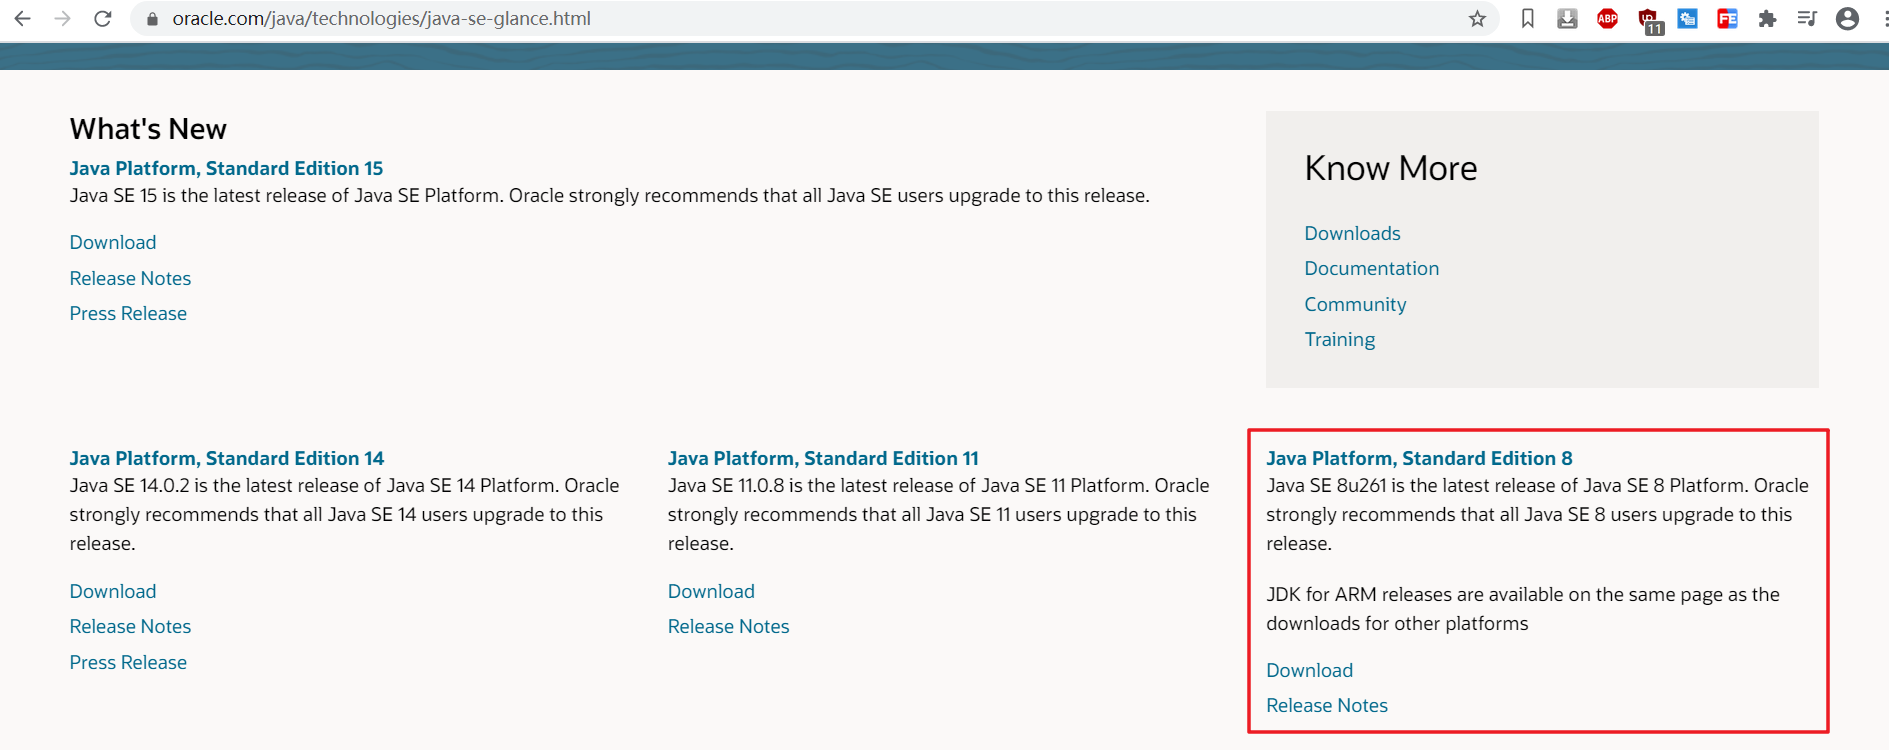 oracle.com/java/technologies/java-se-glance.html
ABP
11
FE
What's New
Java Platform, Standard Edition 15
Java SE 15 is the latest release of Java SE Platform. Oracle strongly recommends that all Java SE users upgrade to this release.
Download
Release Notes
Press Release
Know More
Downloads
Documentation
Community
Training
Java Platform, Standard Edition 14
Java SE 14.0.2 is the latest release of Java SE 14 Platform. Oracle
strongly recommends that all Java SE 14 users upgrade to this
release.
Download
Release Notes
Press Release
Java Platform, Standard Edition 11
Java SE 11.0.8 is the latest release of Java SE 11 Platform. Oracle
strongly recommends that all Java SE 11 users upgrade to this
release.
Download
Release Notes
Java Platform, Standard Edition 8
Java SE 8u261 is the latest release of Java SE 8 Platform. Oracle
strongly recommends that all Java SE 8 users upgrade to this
release.
JDK for ARM releases are available on the same page as the
downloads for other platforms
Download
Release Notes